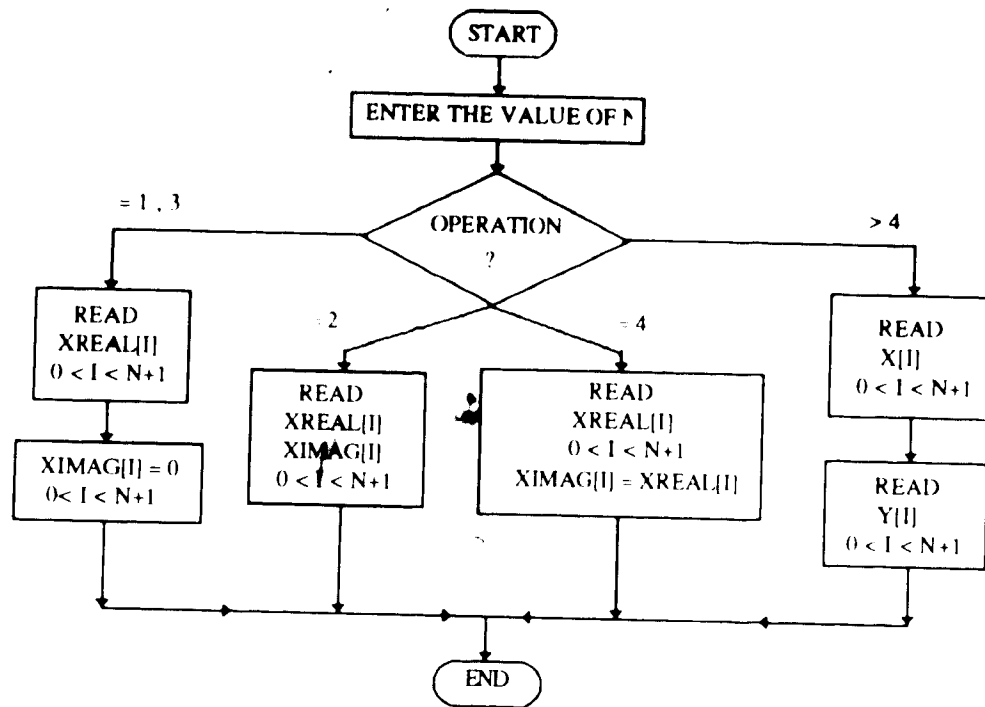 START
ENTER THE VALUE OF N
OPERATION
?
= 1 , 3
= 2
= 4
> 4
READ
XREAL[I]
0 < I < N+1
XIMAG[I] = 0
0 < I < N+1
READ
XREAL[I]
XIMAG[I]
0 < I < N+1
READ
XREAL[I]
0 < I < N+1
XIMAG[I] = XREAL[I]
READ
X[I]
0 < I < N+1
READ
Y[I]
0 < I < N+1
END